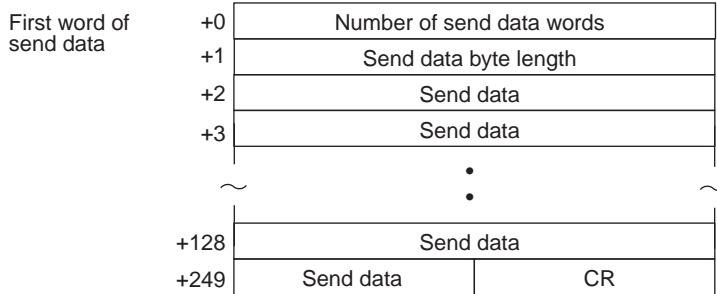 First word of
send data
+0 Number of send data words
+1 Send data byte length
+2 Send data
+3 Send data
+128 Send data
+249 Send data CR